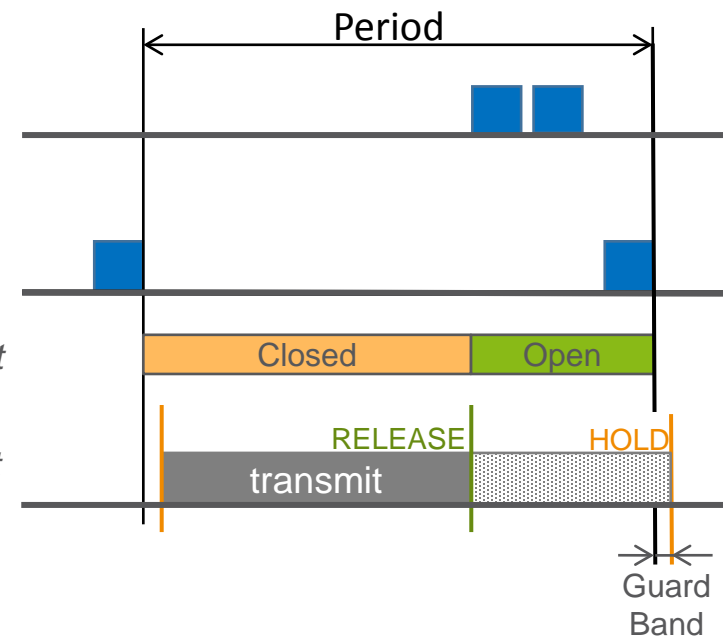 Period
Closed
Open
t
RELEASE
HOLD
transmit
Guard
Band